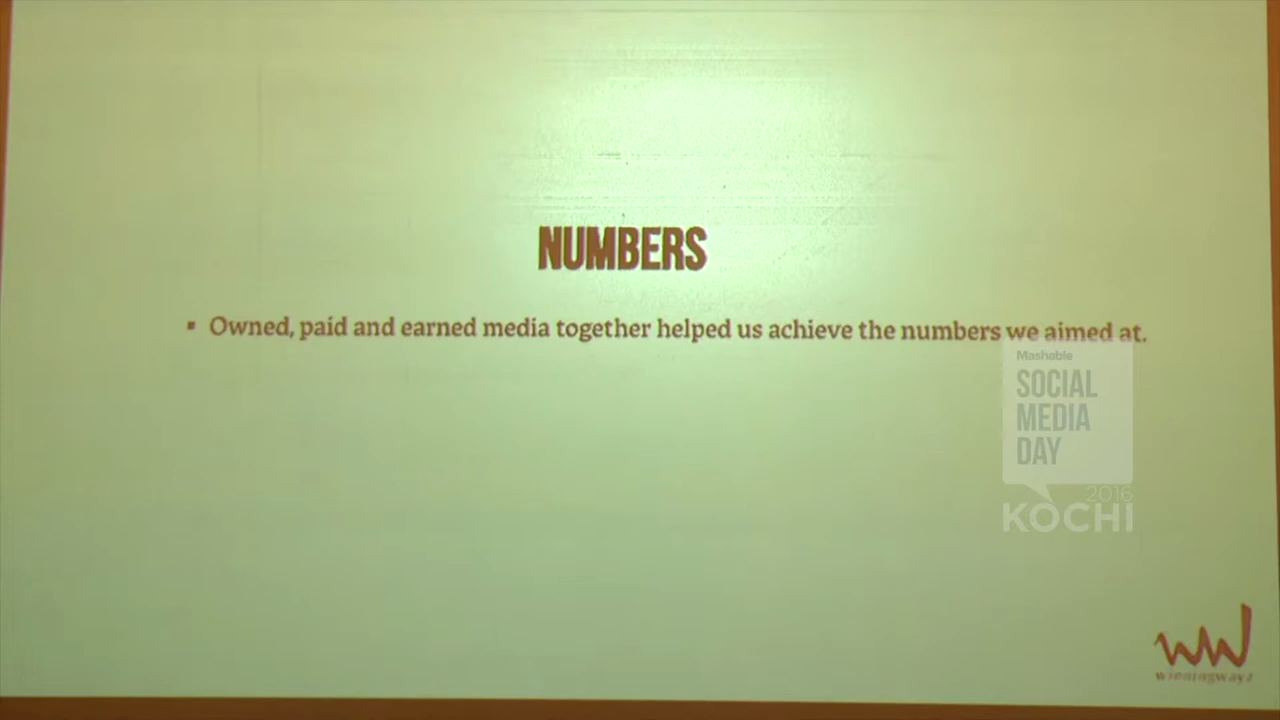 NUMBERS
▪ Owned, paid and earned media together helped us achieve the numbers we aimed at.
Mashable
SOCIAL
MEDIA
DAY
2016
KOCHI
winningwayz